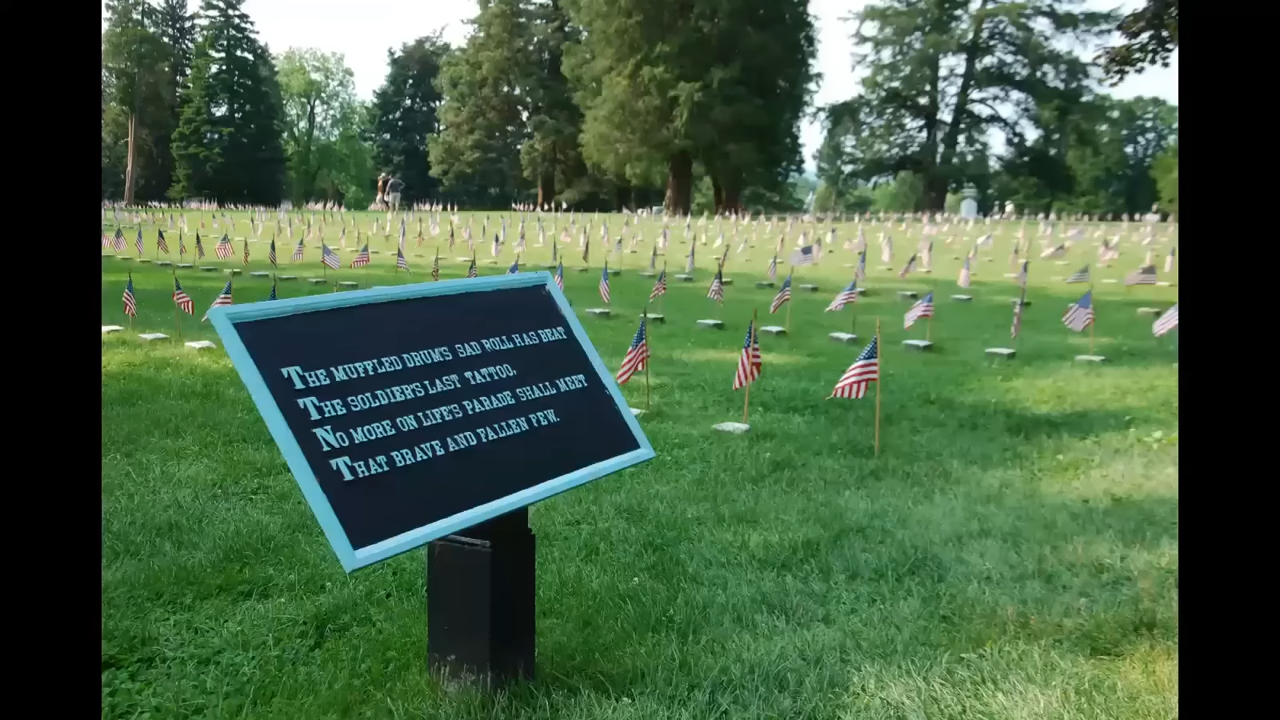 THE MUFFLED DRUM'S SAD ROLL HAS BEAT
THE SOLDIER'S LAST TATTOO,
NO MORE ON LIFE'S PARADE SHALL MEET
THAT BRAVE AND FALLEN FEW.